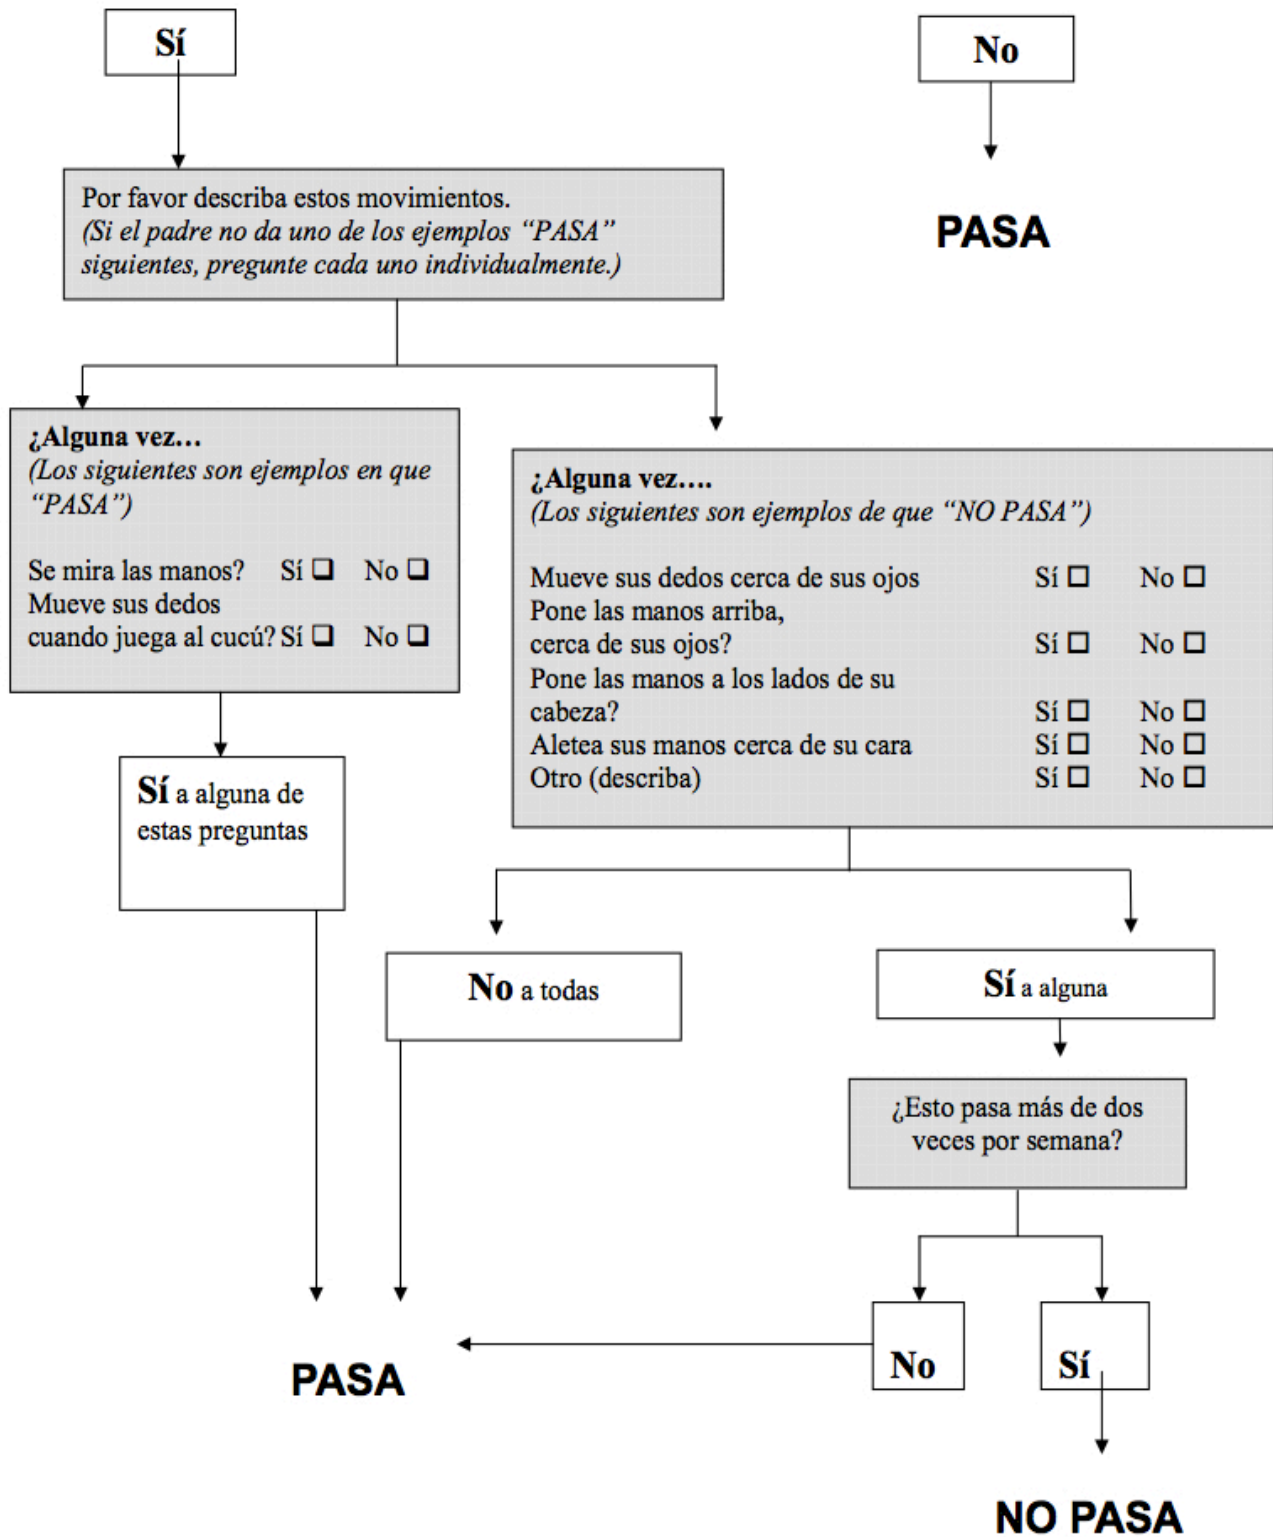 Sí
No
PASA
Por favor describa estos movimientos.
(Si el padre no da uno de los ejemplos “PASA”
siguientes, pregunte cada uno individualmente.)
¿Alguna vez…
(Los siguientes son ejemplos en que
“PASA”)
Se mira las manos? Sí ❑ No ❑
Mueve sus dedos
cuando juega al cucú? Sí ❑ No ❑
¿Alguna vez….
(Los siguientes son ejemplos de que “NO PASA”)
Mueve sus dedos cerca de sus ojos Sí ☐ No ☐
Pone las manos arriba,
cerca de sus ojos? Sí ☐ No ☐
Pone las manos a los lados de su
cabeza? Sí ☐ No ☐
Aletea sus manos cerca de su cara Sí ☐ No ☐
Otro (describa) Sí ☐ No ☐
Sí a alguna de
estas preguntas
No a todas
Sí a alguna
¿Esto pasa más de dos
veces por semana?
No
Sí
PASA
NO PASA